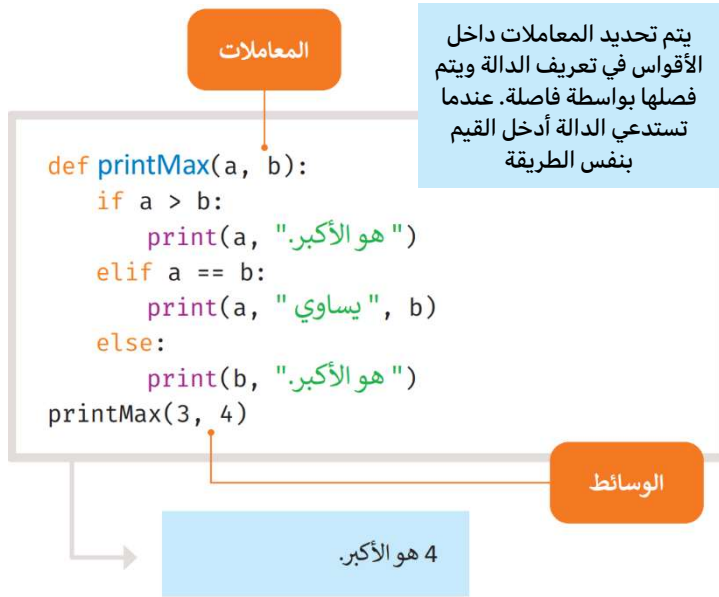 المعاملات
يتم تحديد المعاملات داخل
الأقواس في تعريف الدالة ويتم
فصلها بواسطة فاصلة. عندما
تستدعي الدالة أدخل القيم
بنفس الطريقة
def printMax(a, b):
    if a > b:
        print(a, "هو الأكبر.")
    elif a == b:
        print(a, "يساوي", b)
    else:
        print(b, "هو الأكبر.")
printMax(3, 4)
الوسائط
4 هو الأكبر.